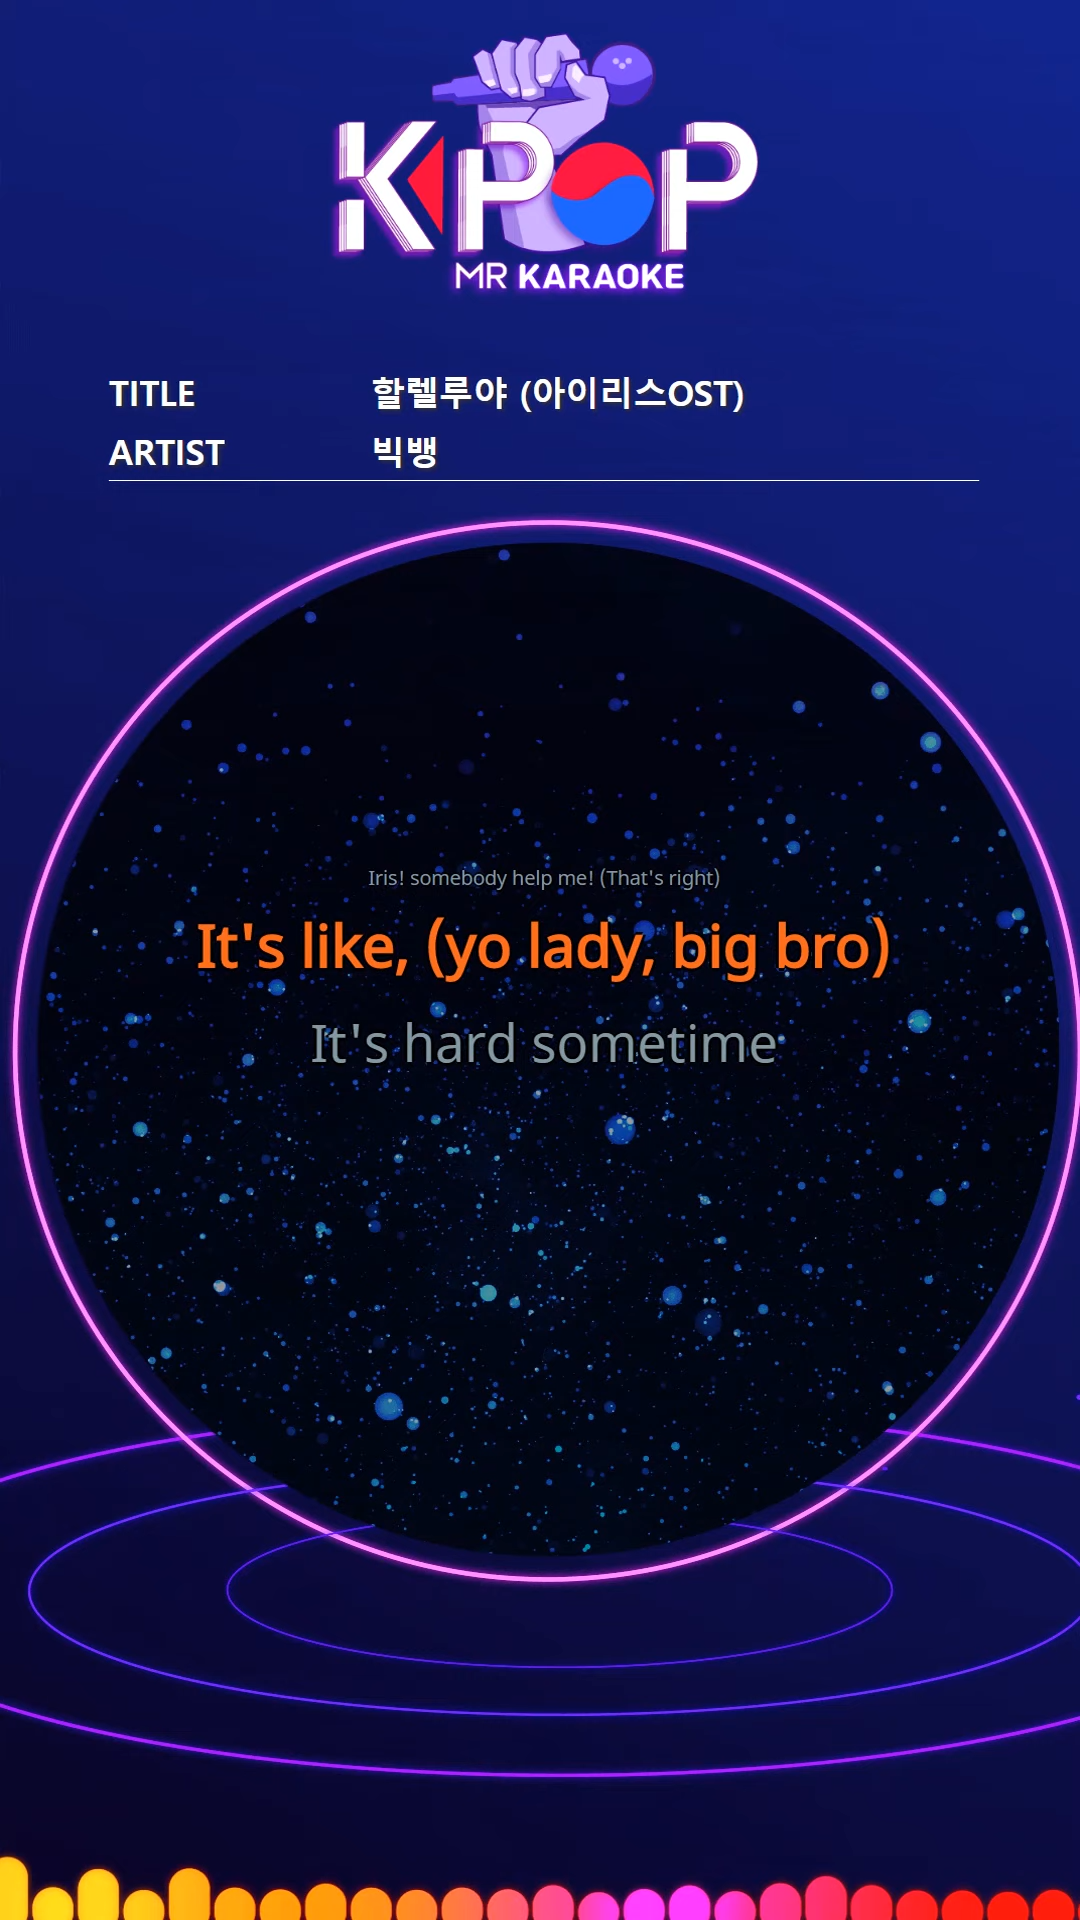 KPOP
MR KARAOKE
TITLE 할렐루야 (아이리스OST)
ARTIST 빅뱅
Iris! somebody help me! (That's right)
It's like, (yo lady, big bro)
It's hard sometime